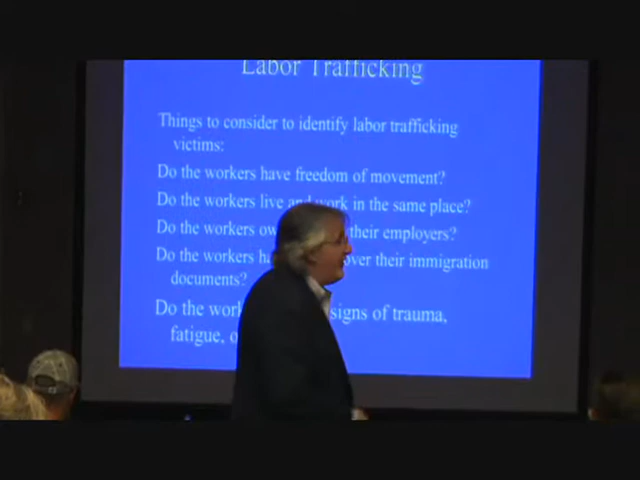 Labor Trafficking
Things to consider to identify labor trafficking
victims:
Do the workers have freedom of movement?
Do the workers live and work in the same place?
Do the workers their employers?
Do the workers over their immigration
documents?
Do the signs of trauma,
fatigue,